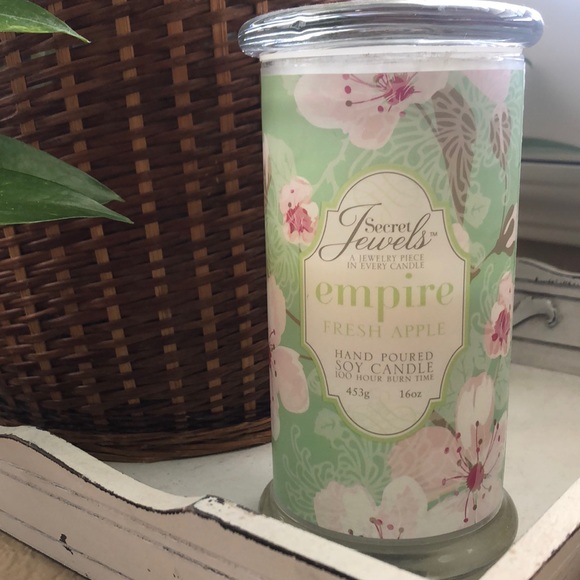 Secret
Jewels™
A JEWELRY PIECE
IN EVERY CANDLE
empire
FRESH APPLE
HAND POURED
SOY CANDLE
100 HOUR BURN TIME
453g 16oz